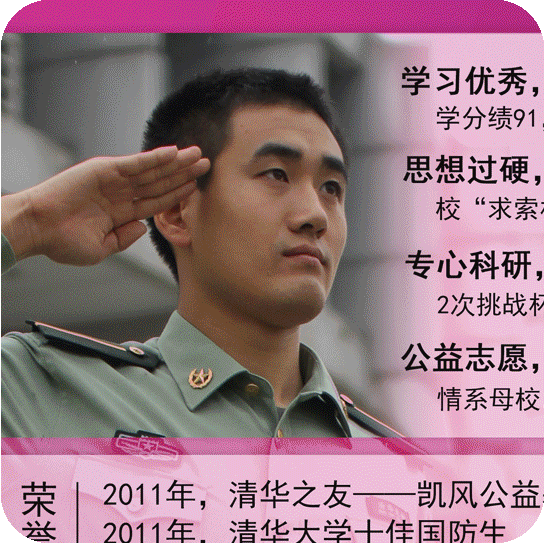 学习优秀，
学分绩91，
思想过硬，
校“求索
专心科研，
2次挑战杯
公益志愿，
情系母校
荣誉
2011年，清华之友——凯风公益
2011年，清华大学十佳国防生